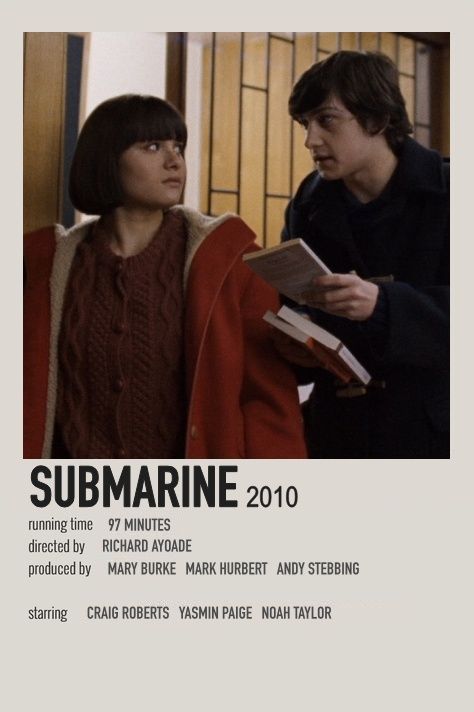 SUBMARINE 2010
running time 97 MINUTES
directed by RICHARD AYOADE
produced by MARY BURKE MARK HURBERT ANDY STEBBING
starring CRAIG ROBERTS YASMIN PAIGE NOAH TAYLOR